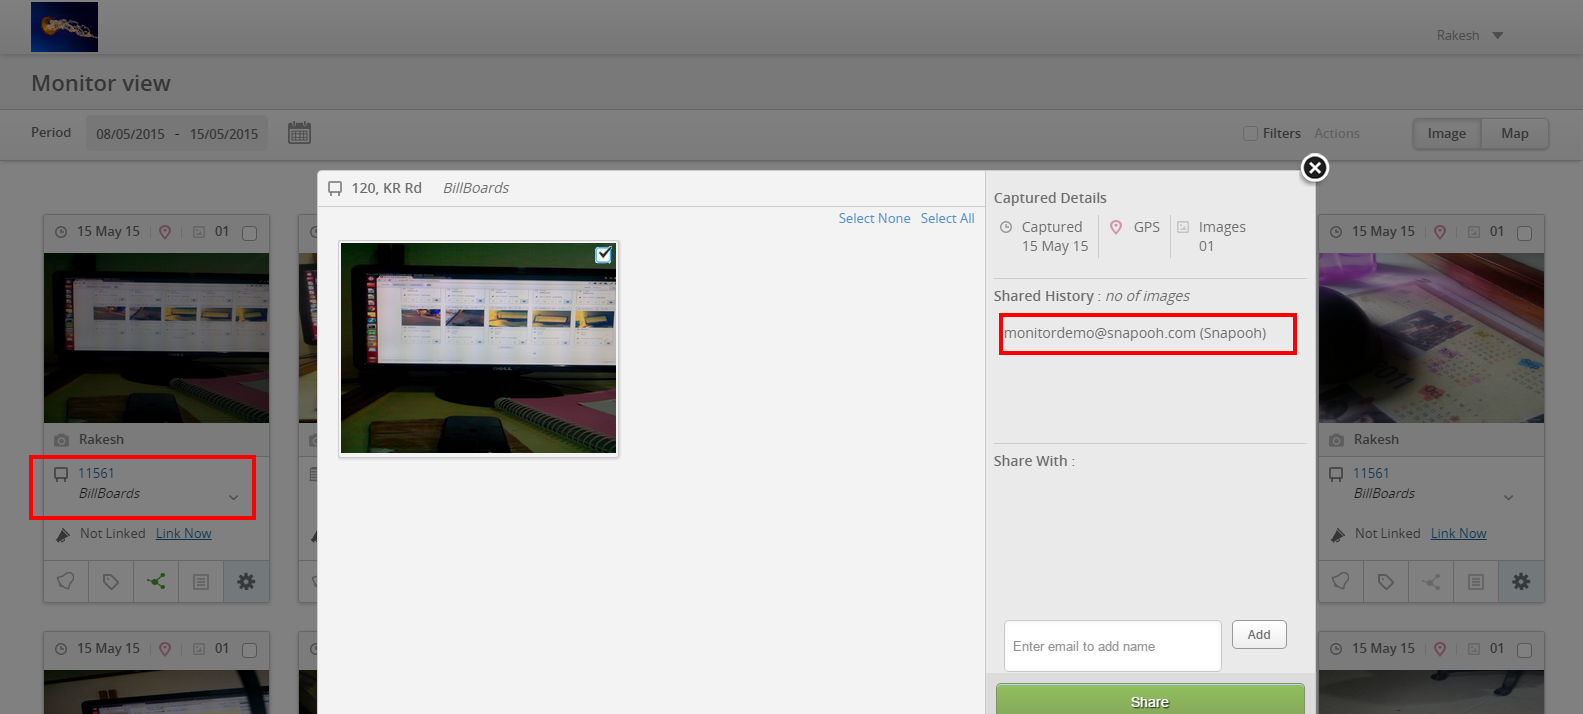 Rakesh
Monitor view
Period 08/05/2015 - 15/05/2015 Filters Actions Image Map
120, KR Rd BillBoards
Select None Select All
Captured Details
Captured
15 May 15
GPS
Images
01
Shared History : no of images
monitordemo@snapooh.com (Snapooh)
Share With :
Enter email to add name
Add
Share
15 May 15 01
Rakesh
11561
BillBoards
Not Linked Link Now
15 May 15 01
15 May 15 01
Rakesh
11561
BillBoards
Not Linked Link Now
15 May 15 01
DELL